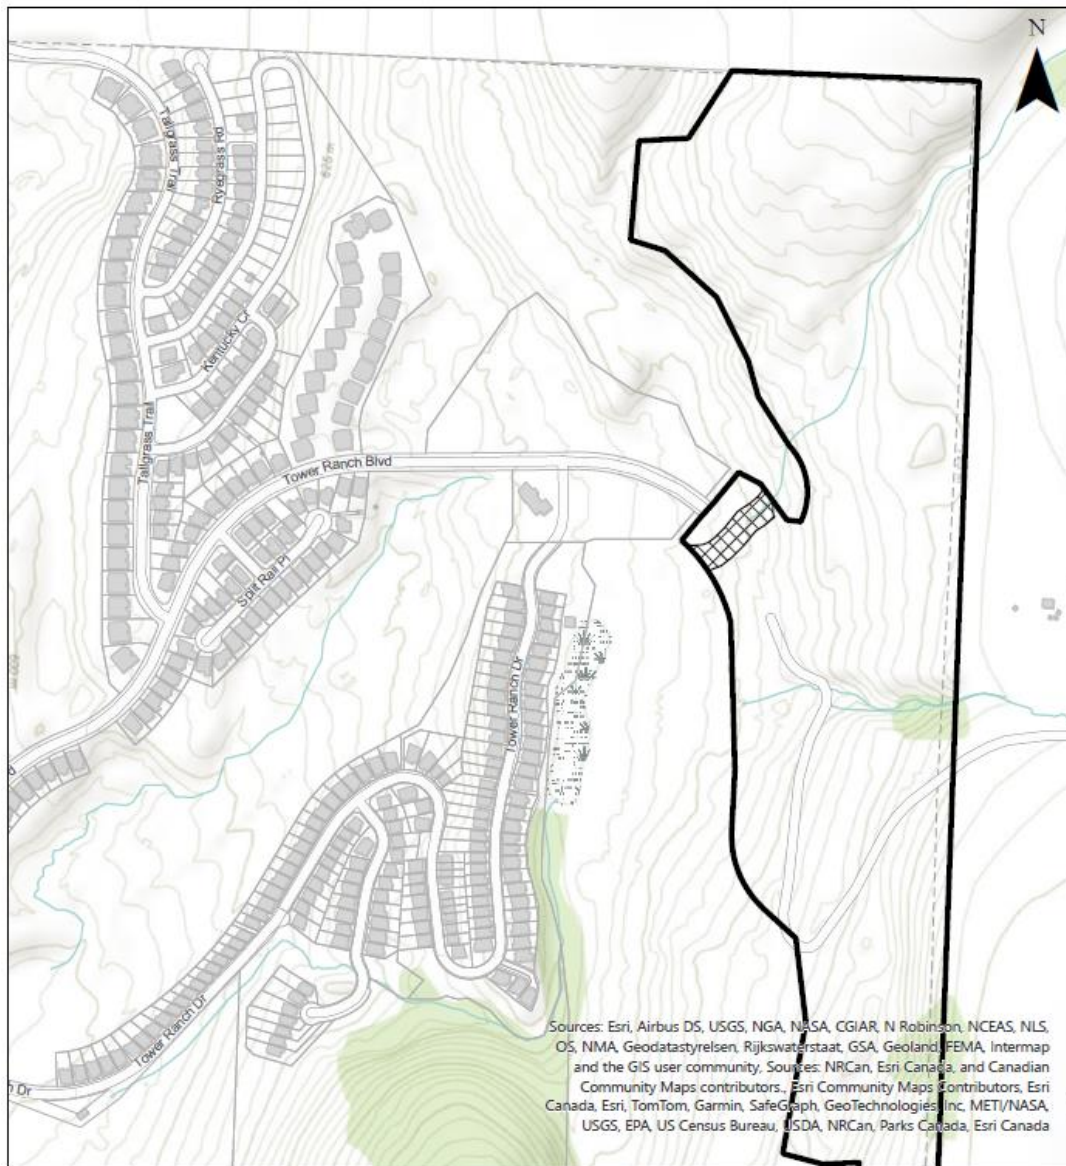 N
Tallgrass Trail
Ryegrass Rd
675 m
Kentucky Cr
Tallgrass Trail
Tower Ranch Blvd
Split Rail Pl
Tower Ranch Dr
Tower Ranch Dr
Dr
Sources: Esri, Airbus DS, USGS, NGA, NASA, CGIAR, N Robinson, NCEAS, NLS,
OS, NMA, Geodatastyrelsen, Rijkswaterstaat, GSA, Geoland, FEMA, Intermap
and the GIS user community, Sources: NRCan, Esri Canada, and Canadian
Community Maps contributors., Esri Community Maps Contributors, Esri
Canada, Esri, TomTom, Garmin, SafeGraph, GeoTechnologies, Inc, METI/NASA,
USGS, EPA, US Census Bureau, USDA, NRCan, Parks Canada, Esri Canada